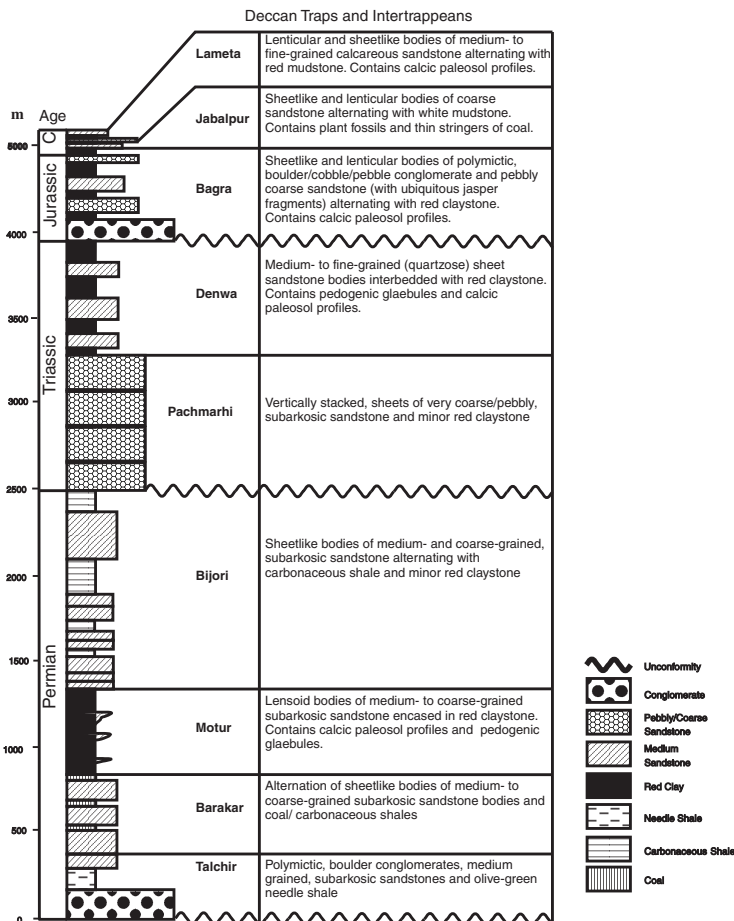 Deccan Traps and Intertrappeans
Lameta
Lenticular and sheetlike bodies of medium- to
fine-grained calcareous sandstone alternating with
red mudstone. Contains calcic paleosol profiles.
m
Age
Jabalpur
Sheetlike and lenticular bodies of coarse
sandstone alternating with white mudstone.
Contains plant fossils and thin stringers of coal.
C
5000
Jurassic
Bagra
Sheetlike and lenticular bodies of polymictic,
boulder/cobble/pebble conglomerate and pebbly
coarse sandstone (with ubiquitous jasper
fragments) alternating with red claystone.
Contains calcic paleosol profiles.
4000
Triassic
Denwa
Medium- to fine-grained (quartzose) sheet
sandstone bodies interbedded with red claystone.
Contains pedogenic glaebules and calcic
paleosol profiles.
3500
3000
Pachmarhi
Vertically stacked, sheets of very coarse/pebbly,
subarkosic sandstone and minor red claystone
2500
Permian
Bijori
Sheetlike bodies of medium- and coarse-grained,
subarkosic sandstone alternating with
carbonaceous shale and minor red claystone
2000
1500
Motur
Lensoid bodies of medium- to coarse-grained
subarkosic sandstone encased in red claystone.
Contains calcic paleosol profiles and pedogenic
glaebules.
1000
Barakar
Alternation of sheetlike bodies of medium- to
coarse-grained subarkosic sandstone bodies and
coal/ carbonaceous shales
500
Talchir
Polymictic, boulder conglomerates, medium
grained, subarkosic sandstones and olive-green
needle shale
0
Unconformity
Conglomerate
Pebbly/Coarse
Sandstone
Medium
Sandstone
Red Clay
Needle Shale
Carbonaceous Shale
Coal